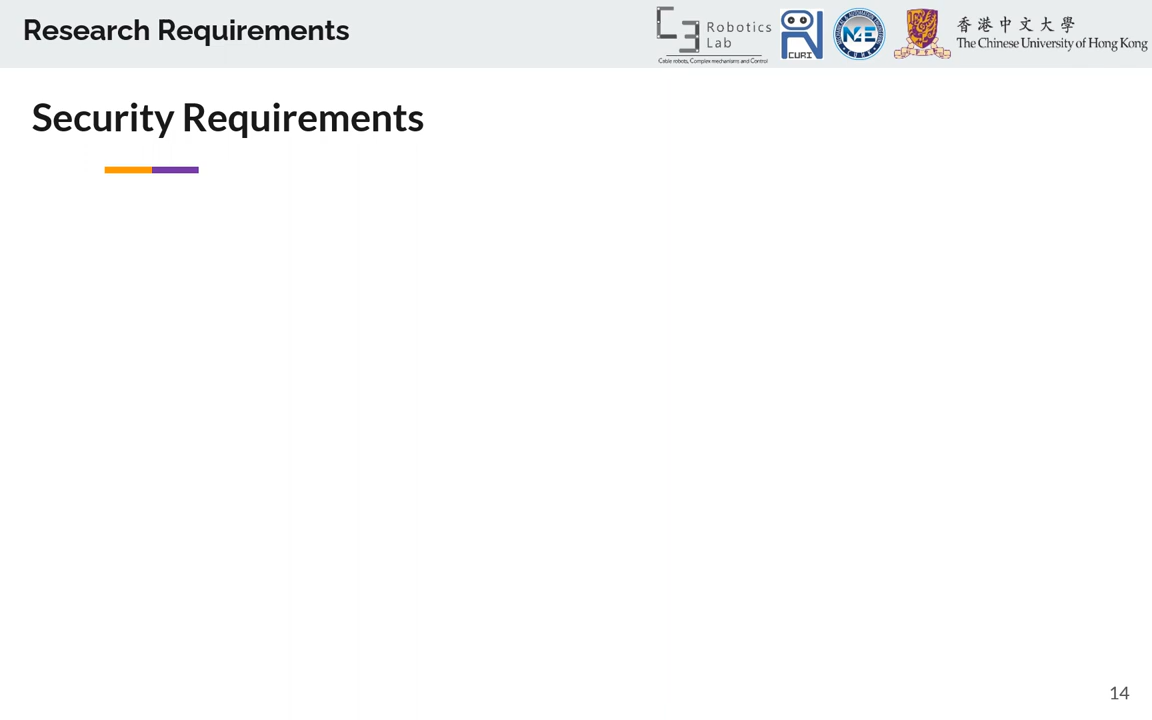 Research Requirements
C3 Robotics
Lab
Cable robots, Complex mechanisms and Control
CURI
香港中文大學
The Chinese University of Hong Kong
Security Requirements
14